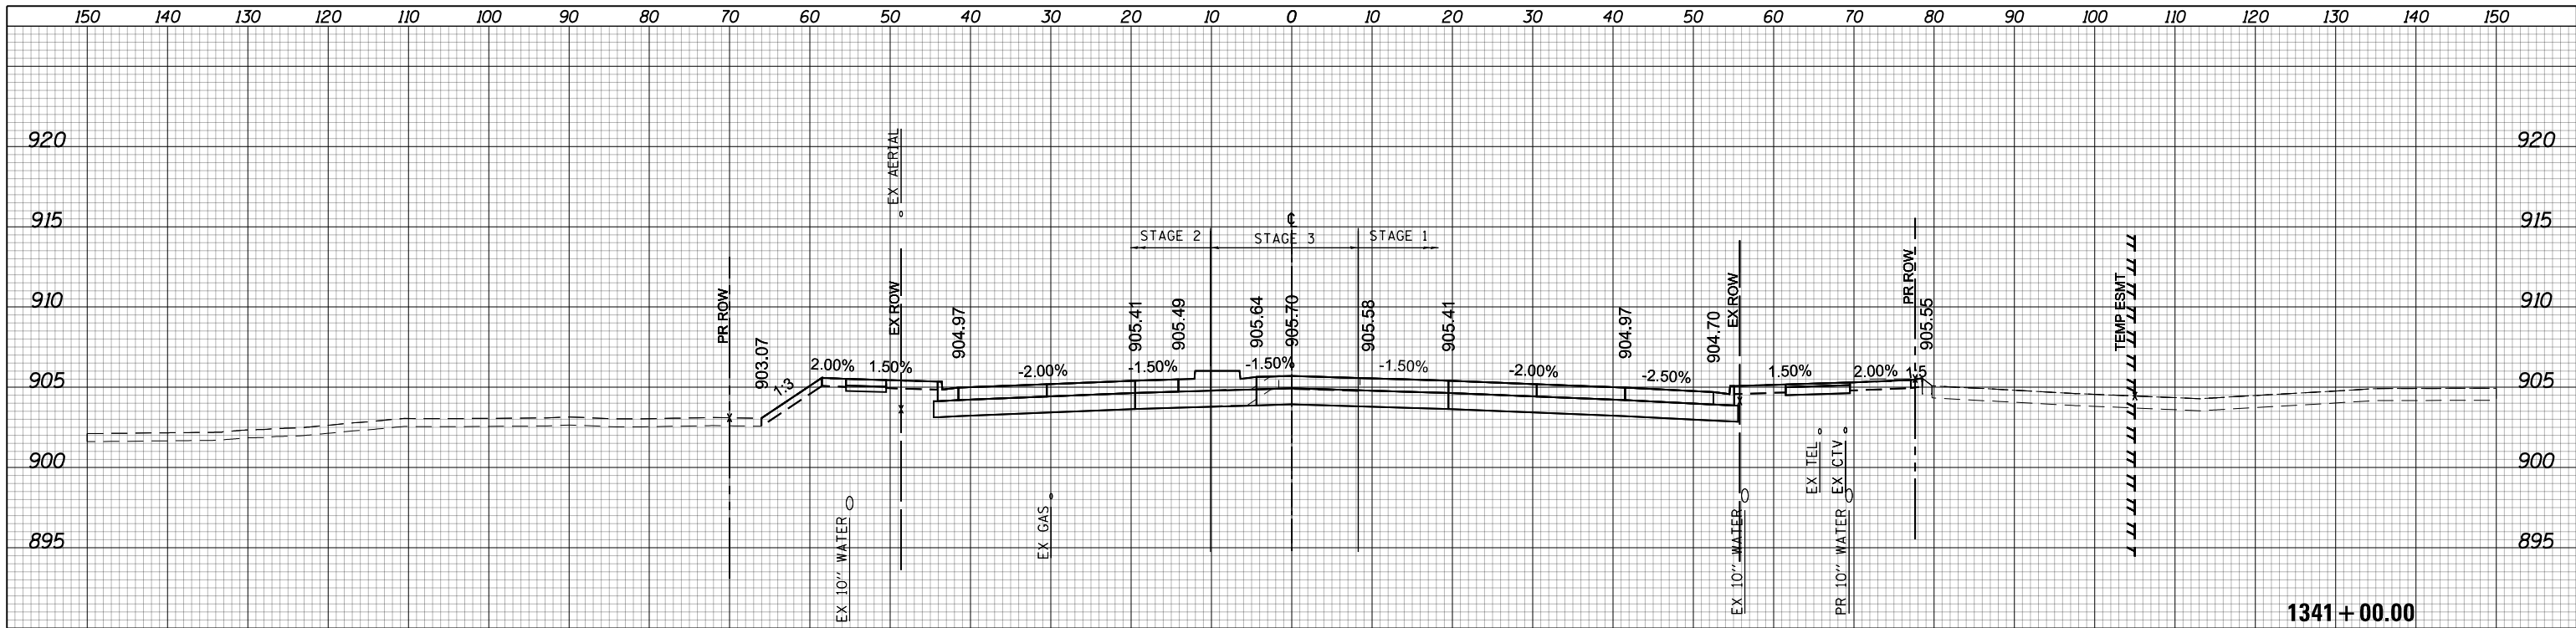 150 140 130 120 110 100 90 80 70 60 50 40 30 20 10 0 10 20 30 40 50 60 70 80 90 100 110 120 130 140 150
920 920
EX AERIAL
915 915
℄
STAGE 2 STAGE 3 STAGE 1
910 910
PR ROW
903.07
EX ROW
904.97
905.41
905.49
905.64
905.70
905.58
905.41
904.97
904.70
EX ROW
PR ROW
905.55
TEMP ESMT
905 905
1:3 2.00% 1.50% -2.00% -1.50% -1.50% -1.50% -2.00% -2.50% 1.50% 2.00% 1:5
900 900
EX TEL
EX CTV
895 895
EX 10" WATER
EX GAS
EX 10" WATER
PR 10" WATER
1341+00.00